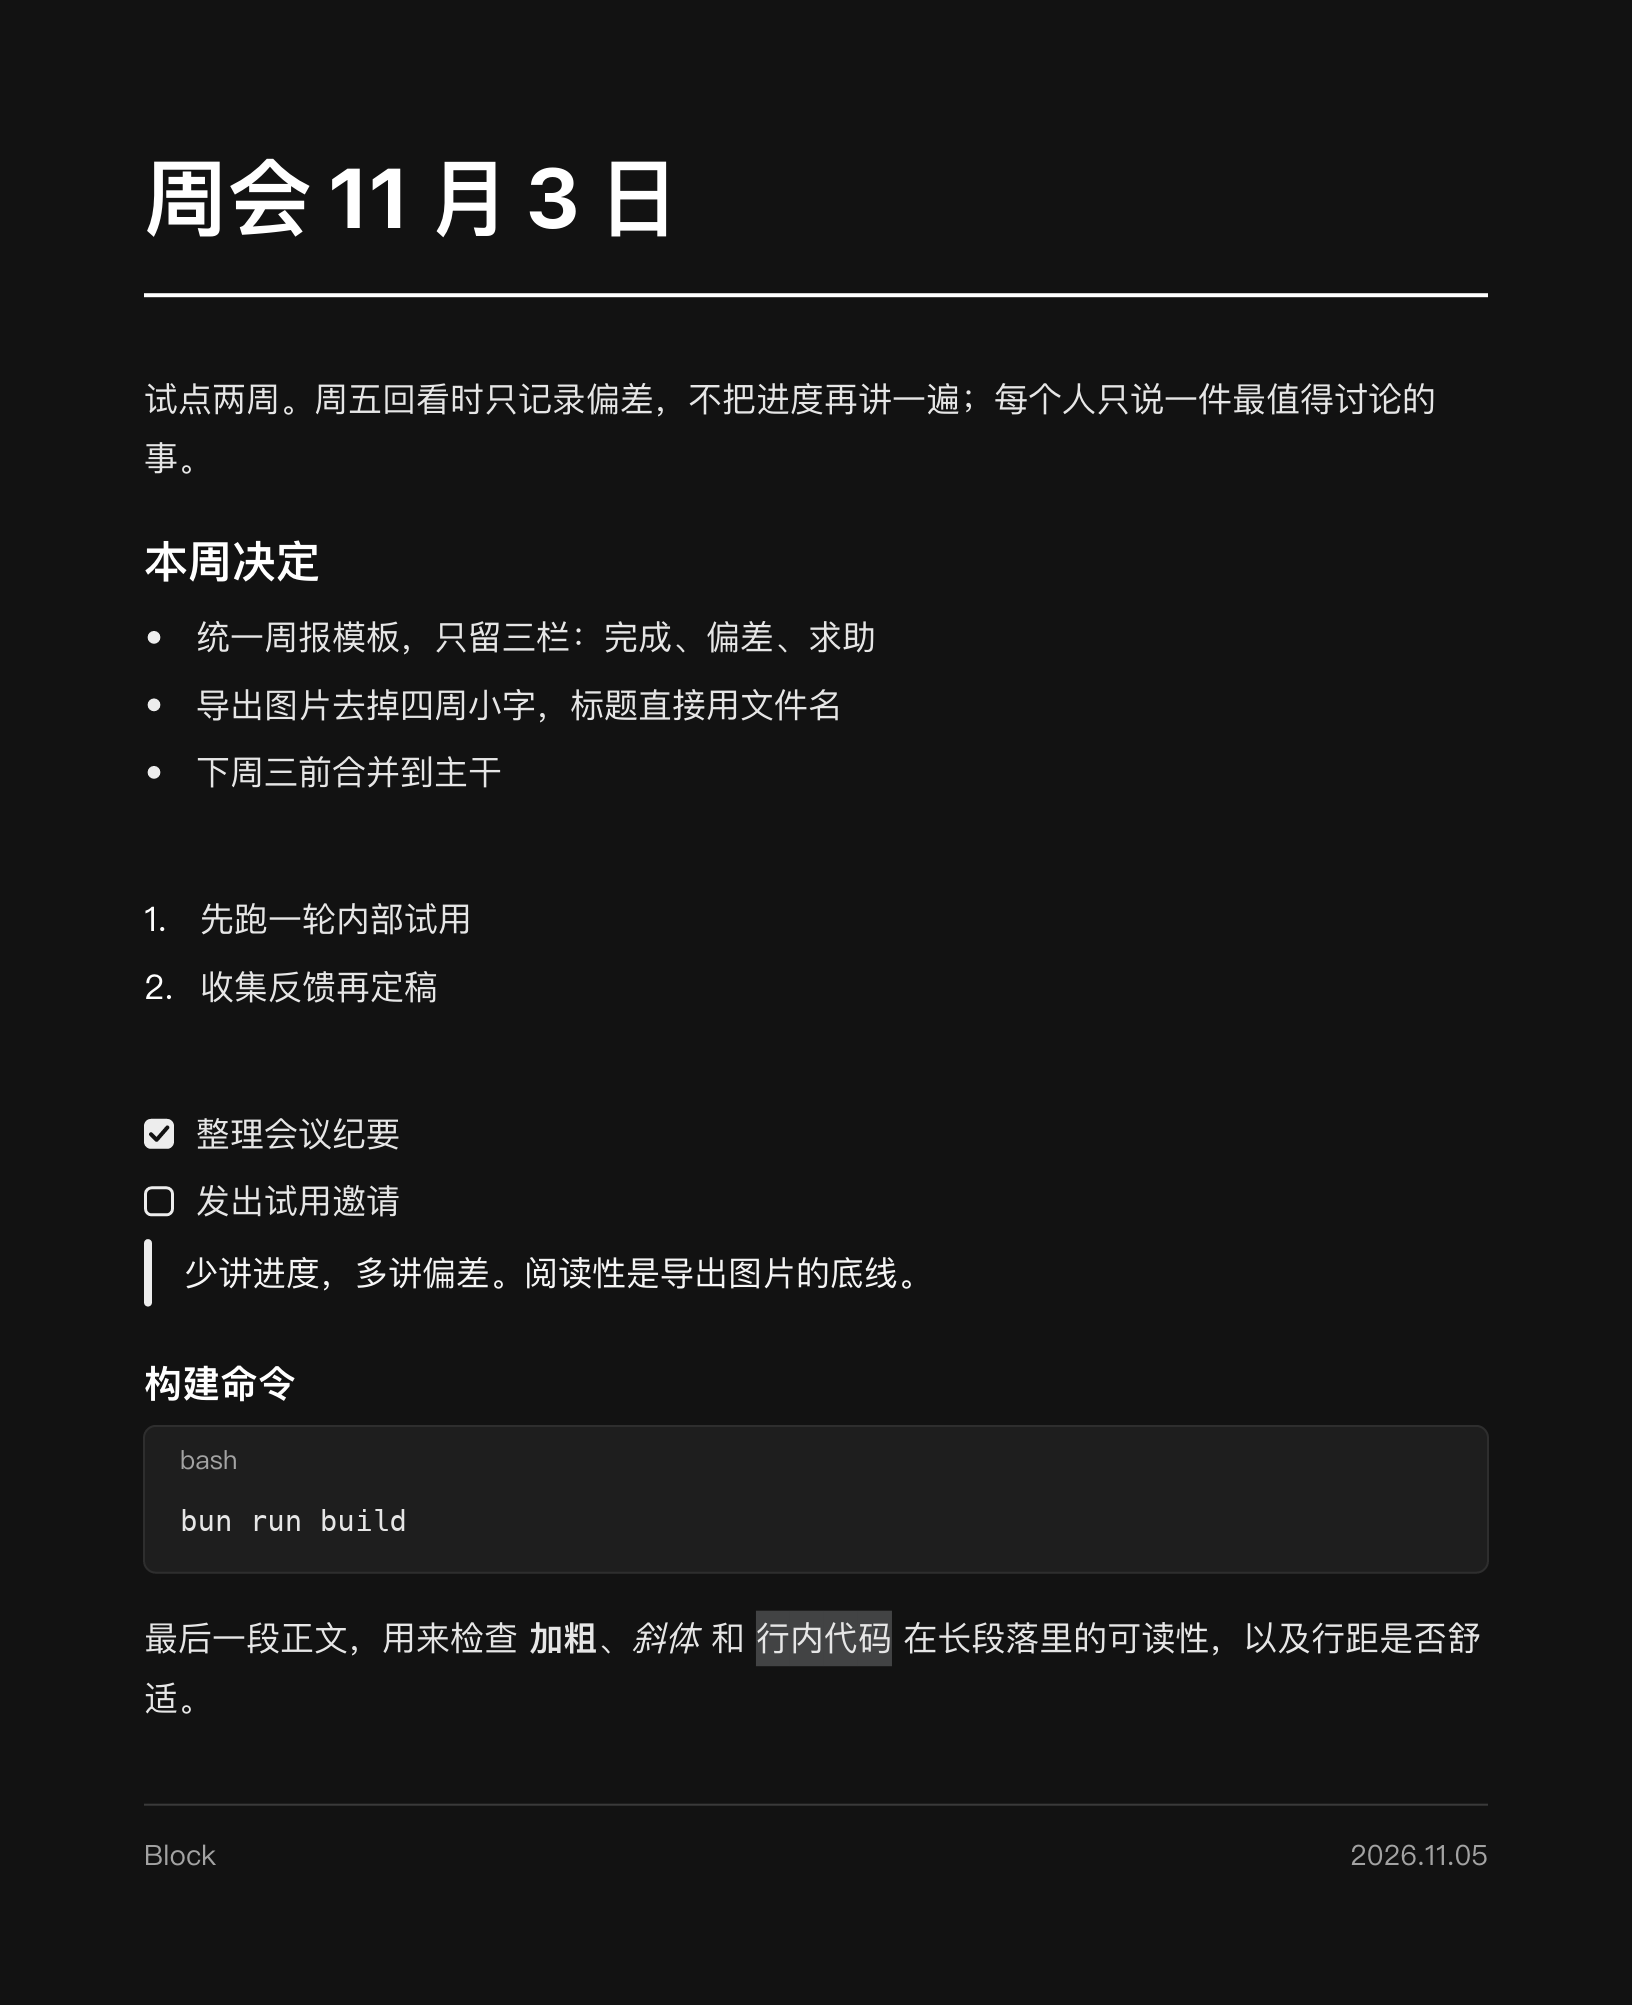 周会 11 月 3 日
试点两周。周五回看时只记录偏差，不把进度再讲一遍；每个人只说一件最值得讨论的
事。
本周决定
• 统一周报模板，只留三栏：完成、偏差、求助
• 导出图片去掉四周小字，标题直接用文件名
• 下周三前合并到主干
1. 先跑一轮内部试用
2. 收集反馈再定稿
整理会议纪要
发出试用邀请
少讲进度，多讲偏差。阅读性是导出图片的底线。
构建命令
bash
bun run build
最后一段正文，用来检查 加粗、斜体 和 行内代码 在长段落里的可读性，以及行距是否舒
适。
Block 2026.11.05